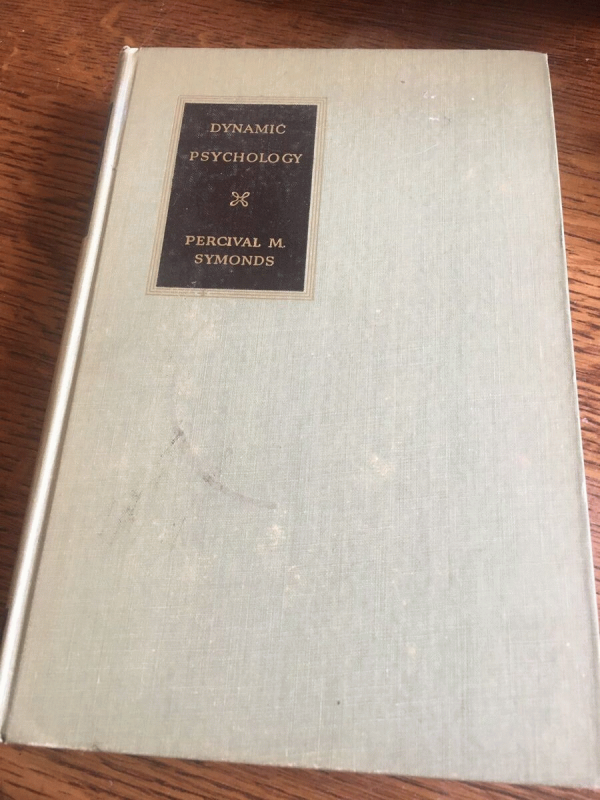 DYNAMIC
PSYCHOLOGY
PERCIVAL M.
SYMONDS